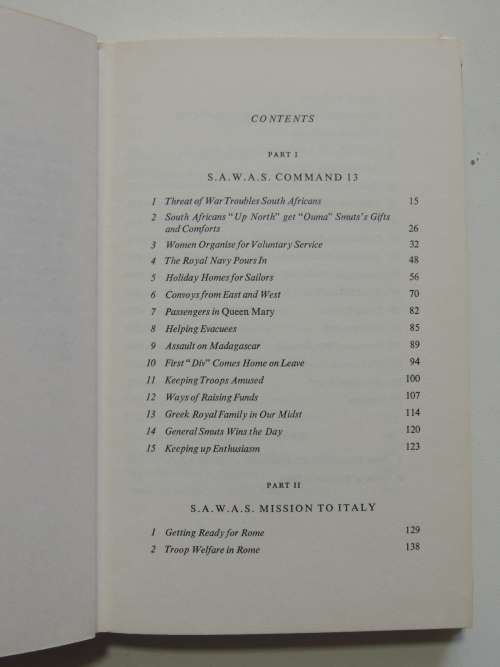 CONTENTS
PART I
S.A.W.A.S. COMMAND 13
1 Threat of War Troubles South Africans 15
2 South Africans "Up North" get "Ouma" Smuts's Gifts
and Comforts 26
3 Women Organise for Voluntary Service 32
4 The Royal Navy Pours In 48
5 Holiday Homes for Sailors 56
6 Convoys from East and West 70
7 Passengers in Queen Mary 82
8 Helping Evacuees 85
9 Assault on Madagascar 89
10 First "Div" Comes Home on Leave 94
11 Keeping Troops Amused 100
12 Ways of Raising Funds 107
13 Greek Royal Family in Our Midst 114
14 General Smuts Wins the Day 120
15 Keeping up Enthusiasm 123
PART II
S.A.W.A.S. MISSION TO ITALY
1 Getting Ready for Rome 129
2 Troop Welfare in Rome 138